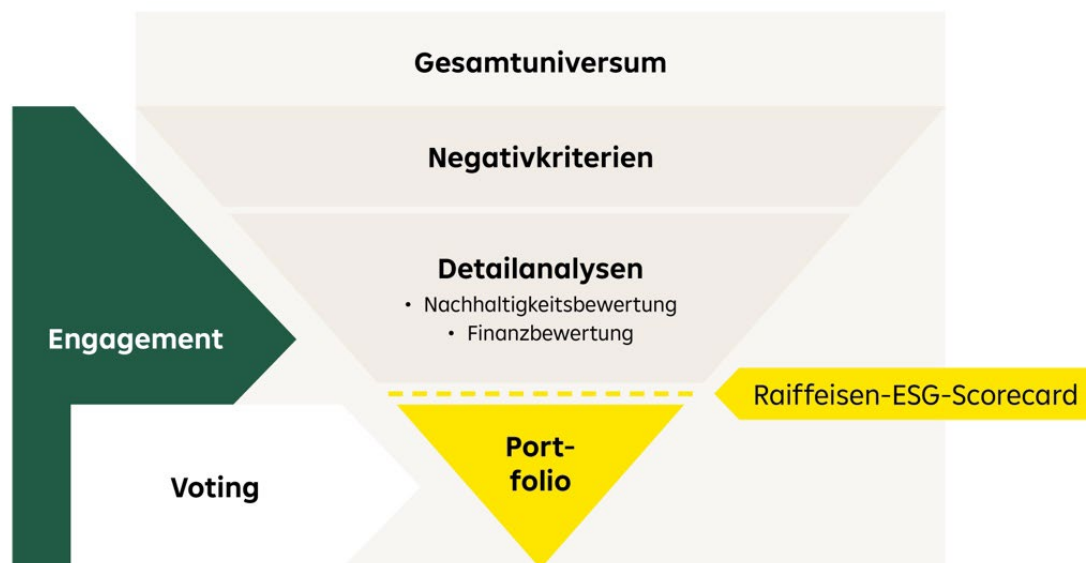 Gesamtuniversum
Negativkriterien
Detailanalysen
• Nachhaltigkeitsbewertung
• Finanzbewertung
Engagement
Raiffeisen-ESG-Scorecard
Port-
folio
Voting